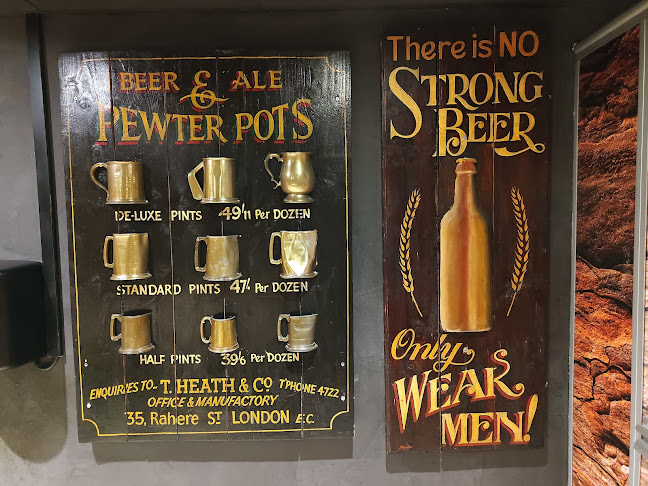 BEER & ALE
PEWTER POTS
DE-LUXE PINTS 49'11 PER DOZEN
STANDARD PINTS 47'- PER DOZEN
HALF PINTS 39'6 PER DOZEN
ENQUIRIES TO- T. HEATH & Co T'PHONE 4722
OFFICE & MANUFACTORY
35, Rahere ST LONDON E.C.
There is NO
STRONG
BEER
Only
WEAK
MEN!